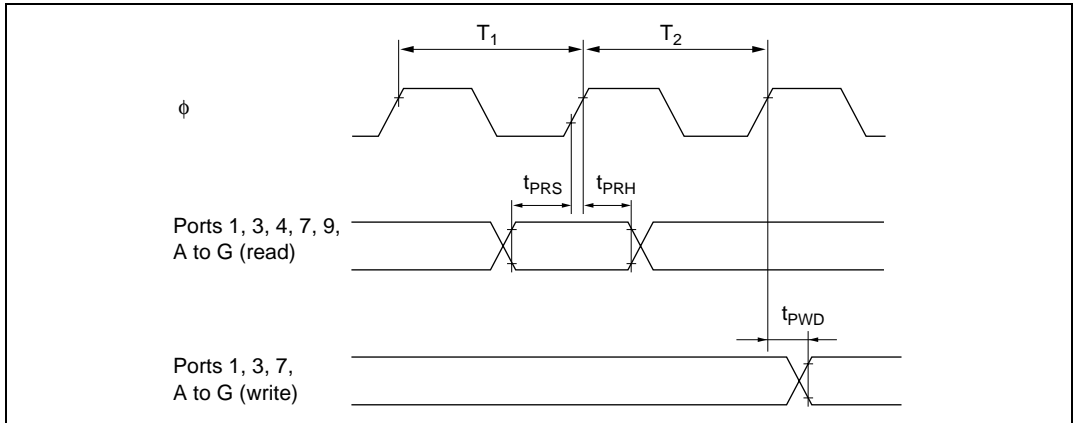 T1
T2
ϕ
tPRS
tPRH
Ports 1, 3, 4, 7, 9,
A to G (read)
tPWD
Ports 1, 3, 7,
A to G (write)